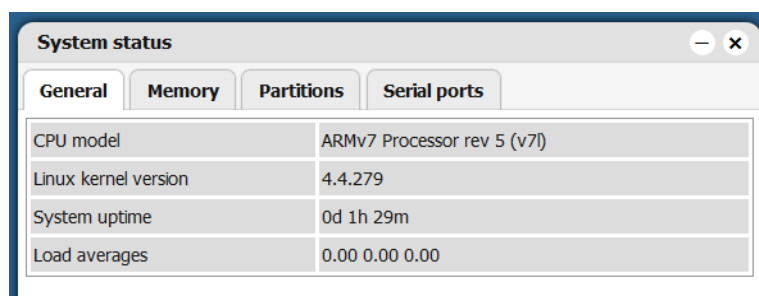 System status
General Memory Partitions Serial ports
CPU model ARMv7 Processor rev 5 (v7l)
Linux kernel version 4.4.279
System uptime 0d 1h 29m
Load averages 0.00 0.00 0.00